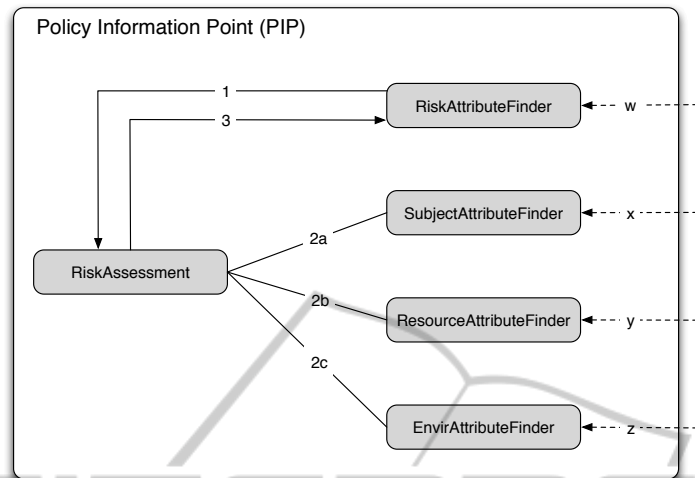 Policy Information Point (PIP)
1
RiskAttributeFinder
w
3
SubjectAttributeFinder
x
2a
RiskAssessment
2b
ResourceAttributeFinder
y
2c
EnvirAttributeFinder
z